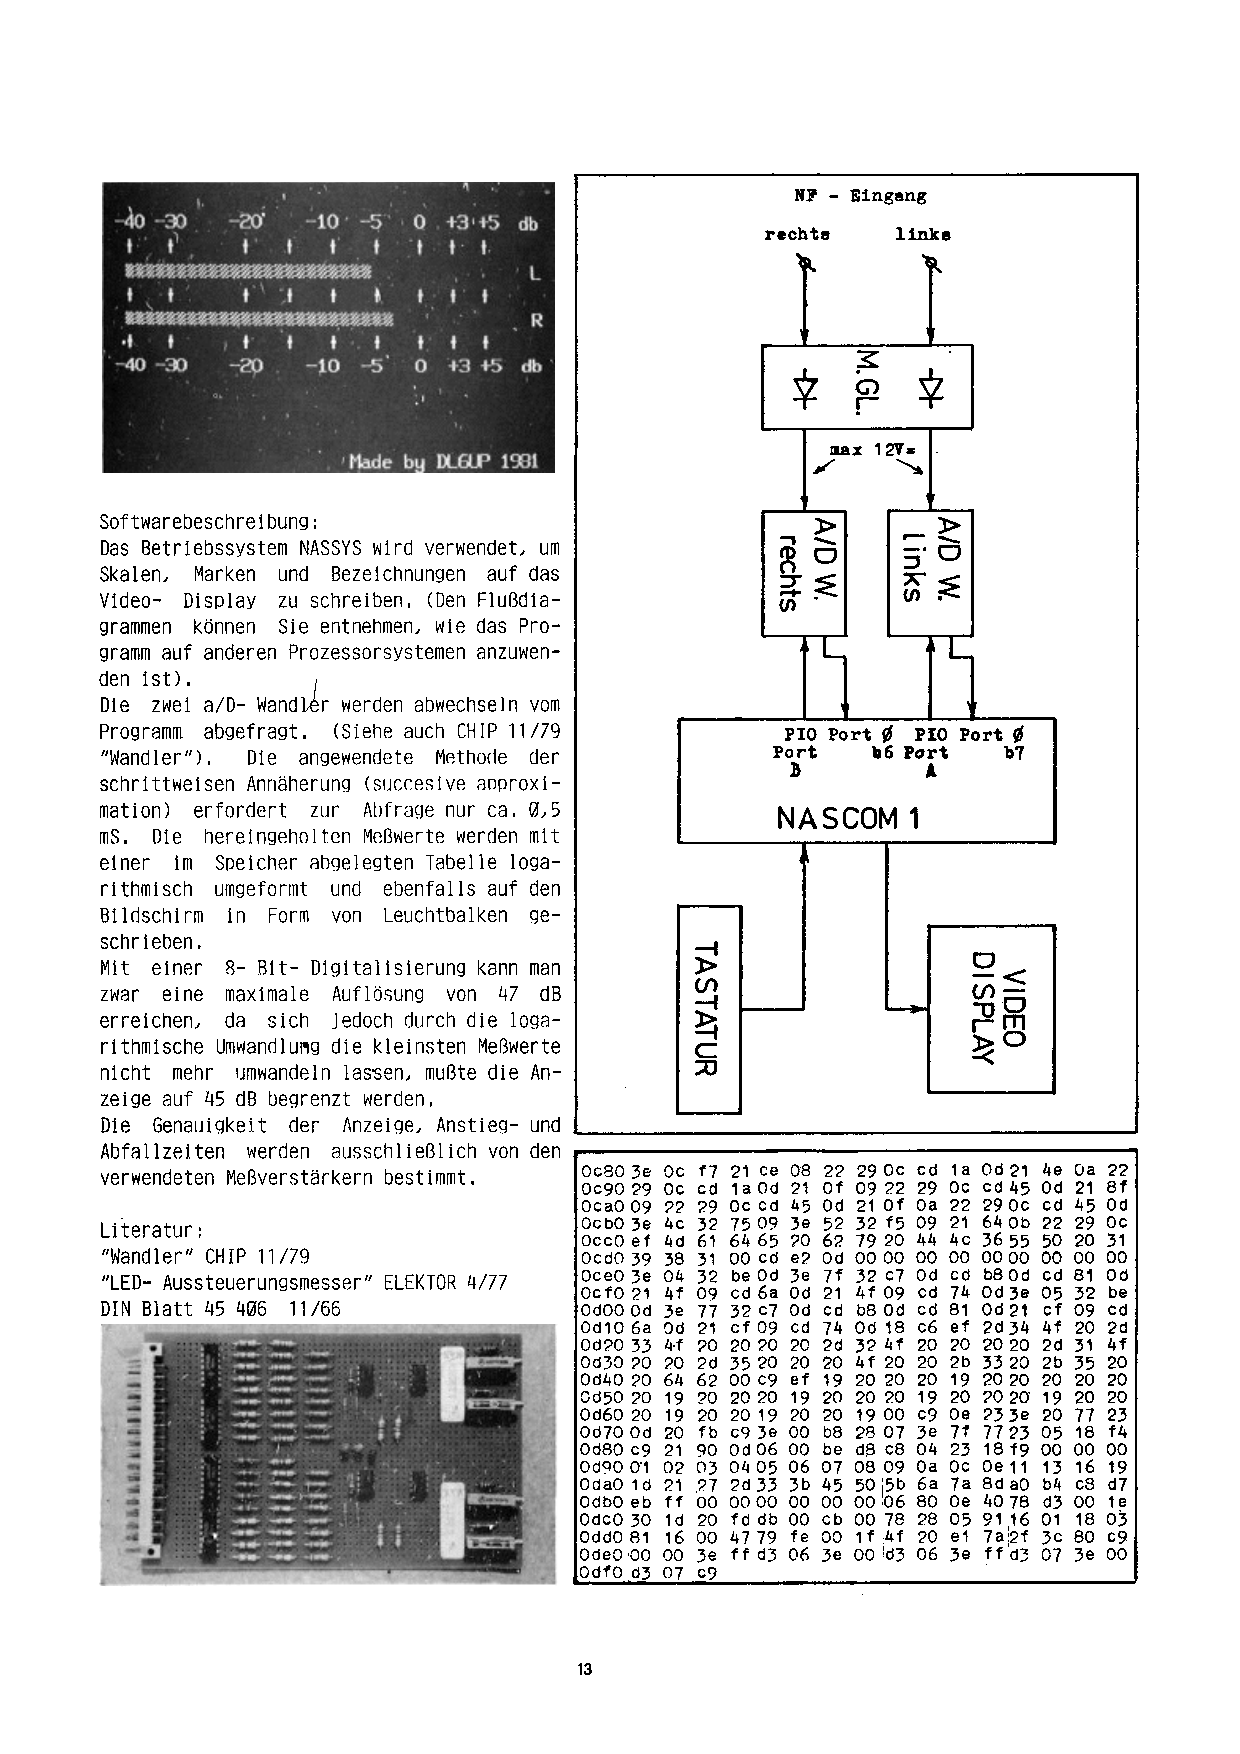 -40 -30 -20 -10 -5 0 +3 +5 db
L
R
-40 -30 -20 -10 -5 0 +3 +5 db
Made by DL6UP 1981
Softwarebeschreibung:
Das Betriebssystem NASSYS wird verwendet, um
Skalen, Marken und Bezeichnungen auf das
Video- Display zu schreiben. (Den Flußdia-
grammen können Sie entnehmen, wie das Pro-
gramm auf anderen Prozessorsystemen anzuwen-
den ist).
Die zwei a/D- Wandler werden abwechseln vom
Programm abgefragt. (Siehe auch CHIP 11/79
"Wandler"). Die angewendete Methode der
schrittweisen Annäherung (succesive approxi-
mation) erfordert zur Abfrage nur ca. Ø,5
mS. Die hereingeholten Meßwerte werden mit
einer im Speicher abgelegten Tabelle loga-
rithmisch umgeformt und ebenfalls auf den
Bildschirm in Form von Leuchtbalken ge-
schrieben.
Mit einer 8- Bit- Digitalisierung kann man
zwar eine maximale Auflösung von 47 dB
erreichen, da sich jedoch durch die loga-
rithmische Umwandlung die kleinsten Meßwerte
nicht mehr umwandeln lassen, mußte die An-
zeige auf 45 dB begrenzt werden.
Die Genauigkeit der Anzeige, Anstieg- und
Abfallzeiten werden ausschließlich von den
verwendeten Meßverstärkern bestimmt.
Literatur:
"Wandler" CHIP 11/79
"LED- Aussteuerungsmesser" ELEKTOR 4/77
DIN Blatt 45 4Ø6 11/66
NF - Eingang
rechts links
M.GL.
max 12V=
A/D W.
rechts
A/D W.
links
PIO Port Ø PIO Port Ø
Port b6 Port b7
B A
NASCOM 1
TASTATUR
VIDEO
DISPLAY
0c80 3e 0c f7 21 ce 08 22 29 0c cd 1a 0d 21 4e 0a 22
0c90 29 0c cd 1a 0d 21 0f 09 22 29 0c cd 45 0d 21 8f
0ca0 09 22 29 0c cd 45 0d 21 0f 0a 22 29 0c cd 45 0d
0cb0 3e 4c 32 75 09 3e 52 32 f5 09 21 64 0b 22 29 0c
0cc0 ef 4d 61 64 65 20 62 79 20 44 4c 36 55 50 20 31
0cd0 39 38 31 00 cd e2 0d 00 00 00 00 00 00 00 00 00
0ce0 3e 04 32 be 0d 3e 7f 32 c7 0d cd b8 0d cd 81 0d
0cf0 21 4f 09 cd 6a 0d 21 4f 09 cd 74 0d 3e 05 32 be
0d00 0d 3e 77 32 c7 0d cd b8 0d cd 81 0d 21 cf 09 cd
0d10 6a 0d 21 cf 09 cd 74 0d 18 c6 ef 2d 34 4f 20 2d
0d20 33 4f 20 20 20 20 2d 32 4f 20 20 20 20 2d 31 4f
0d30 20 20 2d 35 20 20 20 4f 20 20 2b 33 20 2b 35 20
0d40 20 64 62 00 c9 ef 19 20 20 20 19 20 20 20 20 20
0d50 20 19 20 20 20 19 20 20 20 19 20 20 20 19 20 20
0d60 20 19 20 20 19 20 20 19 00 c9 0e 23 3e 20 77 23
0d70 0d 20 fb c9 3e 00 b8 28 07 3e 7f 77 23 05 18 f4
0d80 c9 21 90 0d 06 00 be d8 c8 04 23 18 f9 00 00 00
0d90 01 02 03 04 05 06 07 08 09 0a 0c 0e 11 13 16 19
0da0 1d 21 27 2d 33 3b 45 50 5b 6a 7a 8d a0 b4 c8 d7
0db0 eb ff 00 00 00 00 00 00 06 80 0e 40 78 d3 00 1e
0dc0 30 1d 20 fd db 00 cb 00 78 28 05 91 16 01 18 03
0dd0 81 16 00 47 79 fe 00 1f 4f 20 e1 7a 2f 3c 80 c9
0de0 00 00 3e ff d3 06 3e 00 d3 06 3e ff d3 07 3e 00
0df0 d3 07 c9
13